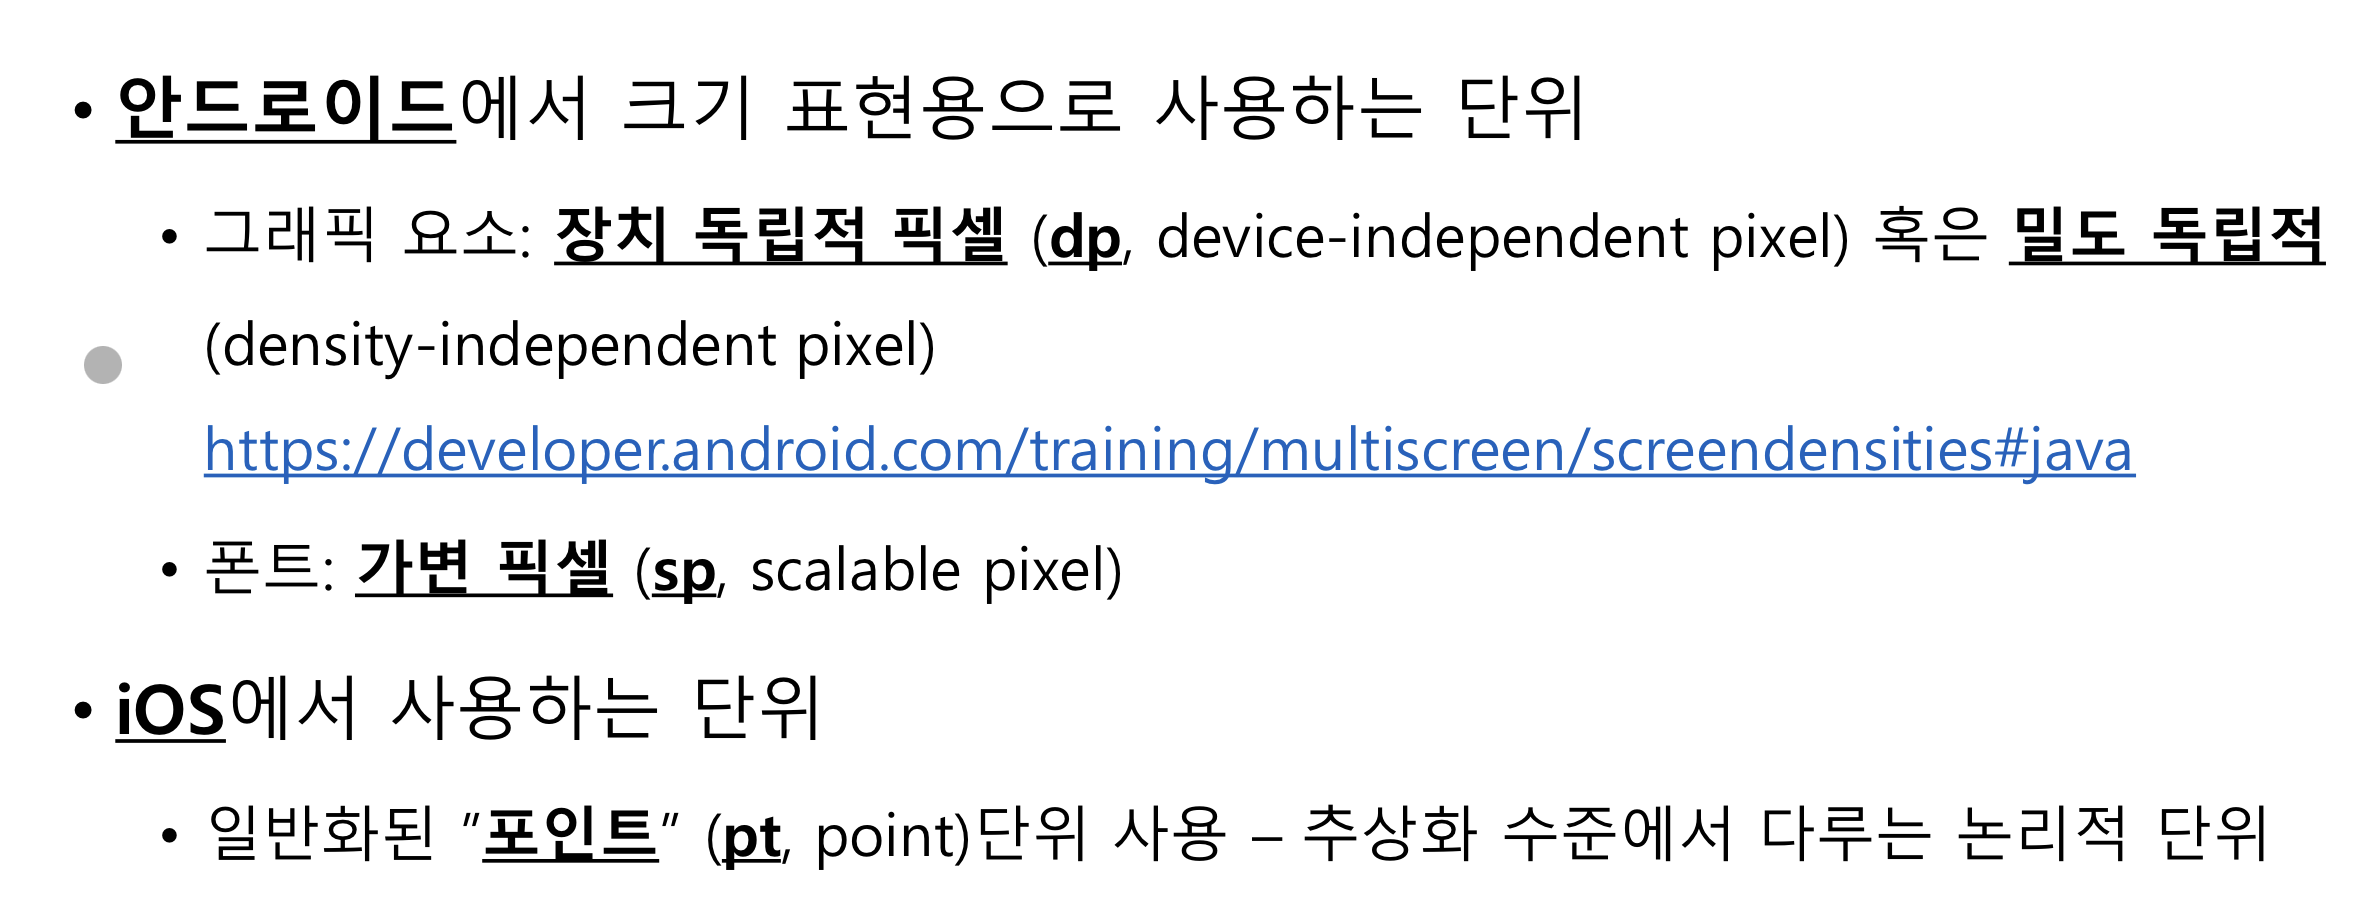 • 안드로이드에서 크기 표현용으로 사용하는 단위
• 그래픽 요소: 장치 독립적 픽셀 (dp, device-independent pixel) 혹은 밀도 독립적
(density-independent pixel)
https://developer.android.com/training/multiscreen/screendensities#java
• 폰트: 가변 픽셀 (sp, scalable pixel)
• iOS에서 사용하는 단위
• 일반화된 ″포인트″ (pt, point)단위 사용 – 추상화 수준에서 다루는 논리적 단위